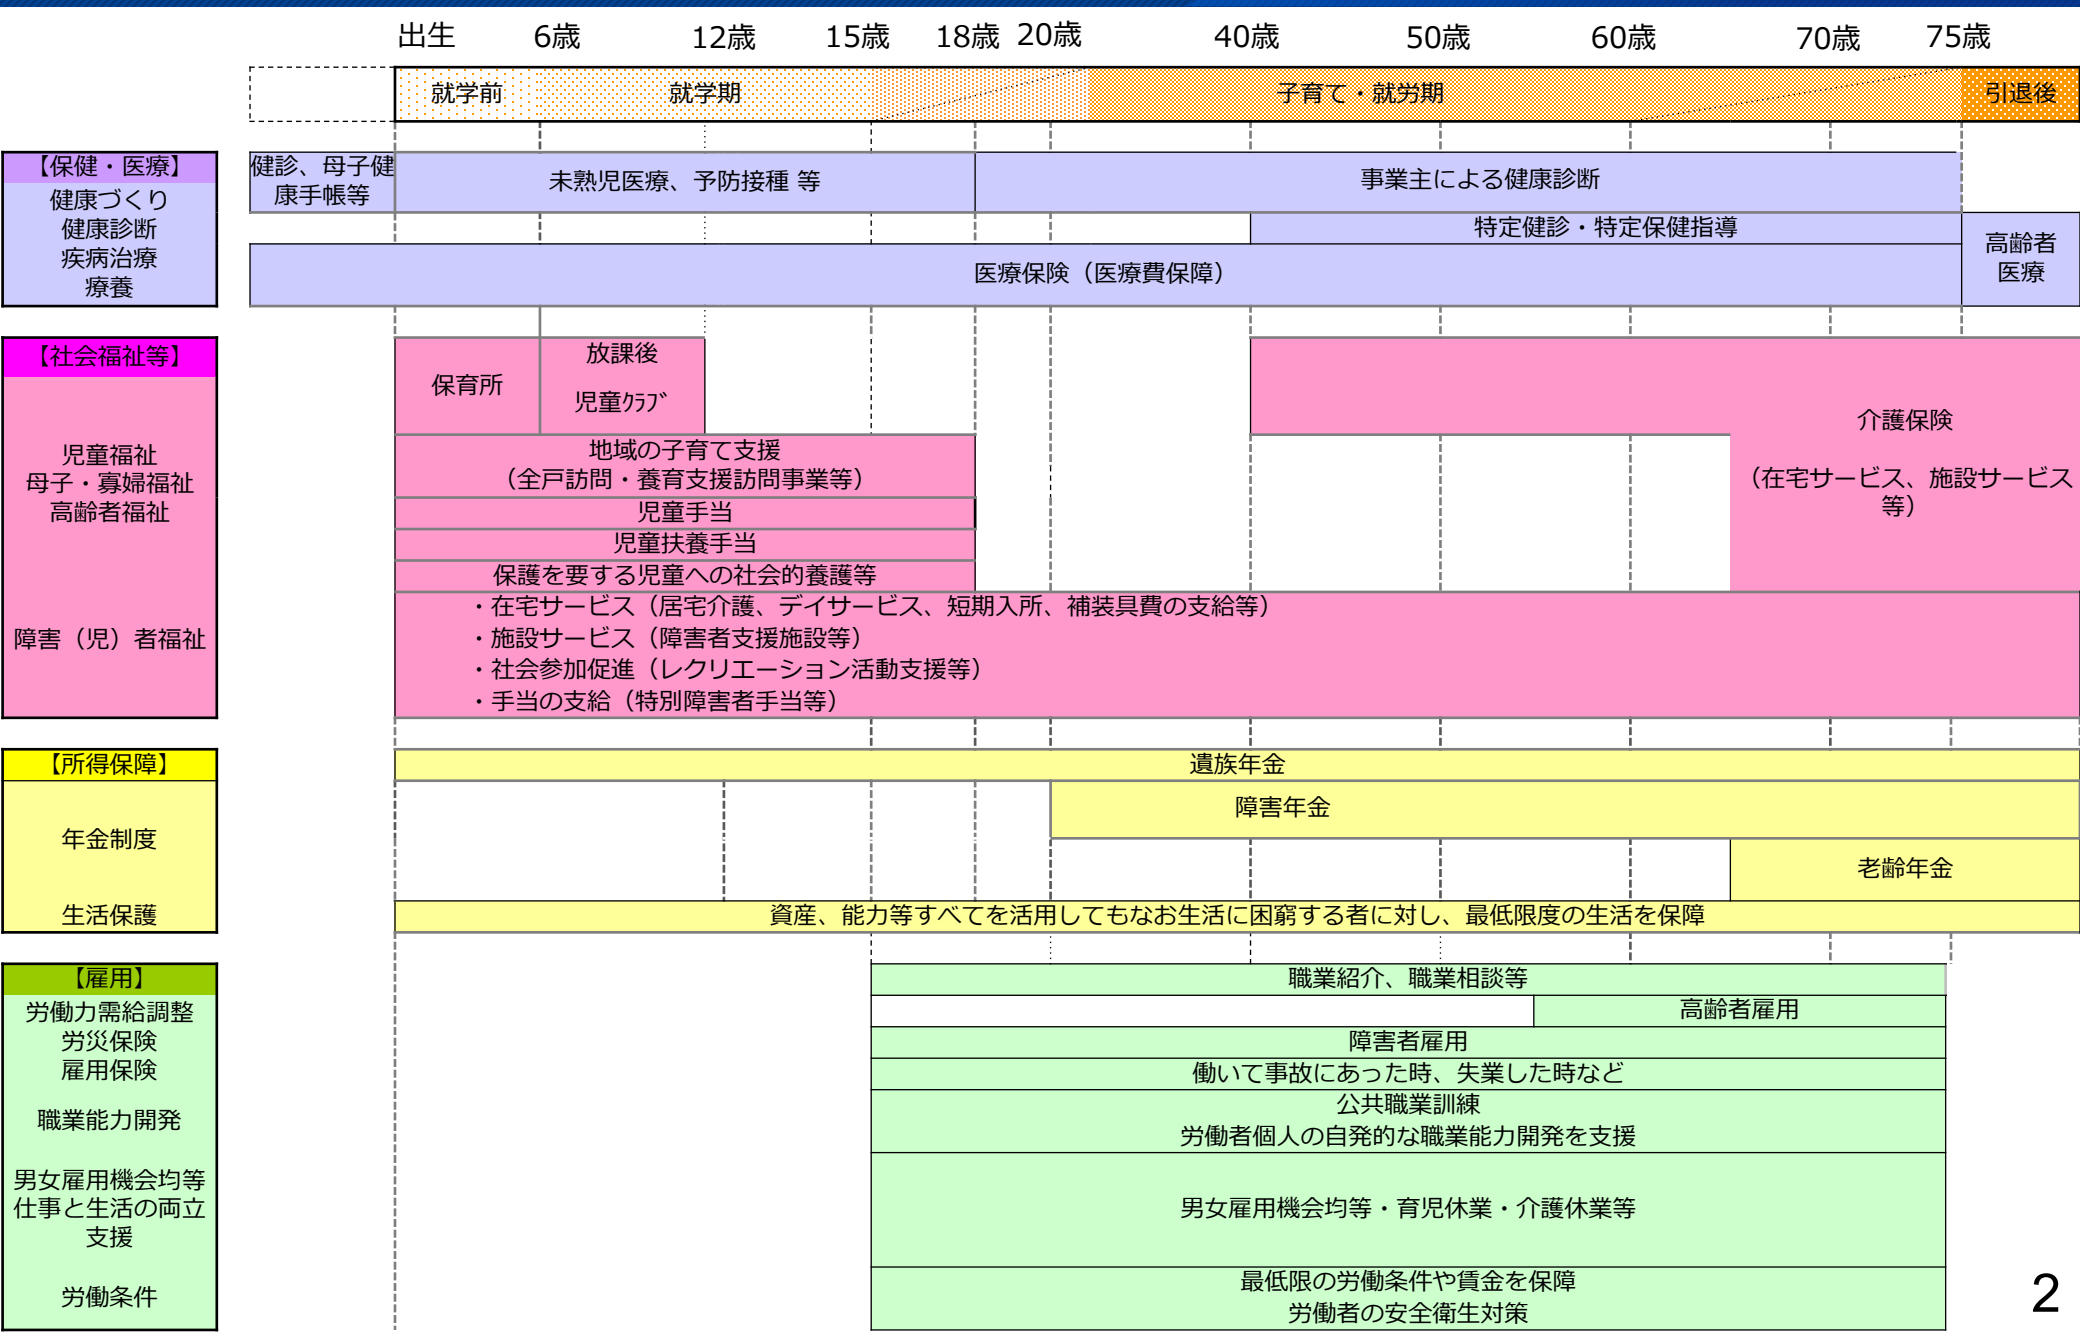 出生 6歳 12歳 15歳 18歳 20歳 40歳 50歳 60歳 70歳 75歳
就学前 就学期 子育て・就労期 引退後
【保健・医療】
健康づくり
健康診断
疾病治療
療養
健診、母子健
康手帳等
未熟児医療、予防接種 等
事業主による健康診断
特定健診・特定保健指導
医療保険（医療費保障）
高齢者
医療
【社会福祉等】
児童福祉
母子・寡婦福祉
高齢者福祉
障害（児）者福祉
保育所
放課後
児童ｸﾗﾌﾞ
地域の子育て支援
（全戸訪問・養育支援訪問事業等）
児童手当
児童扶養手当
保護を要する児童への社会的養護等
介護保険
（在宅サービス、施設サービス
等）
・在宅サービス（居宅介護、デイサービス、短期入所、補装具費の支給等）
・施設サービス（障害者支援施設等）
・社会参加促進（レクリエーション活動支援等）
・手当の支給（特別障害者手当等）
【所得保障】
年金制度
生活保護
遺族年金
障害年金
老齢年金
資産、能力等すべてを活用してもなお生活に困窮する者に対し、最低限度の生活を保障
【雇用】
労働力需給調整
労災保険
雇用保険
職業能力開発
男女雇用機会均等
仕事と生活の両立
支援
労働条件
職業紹介、職業相談等
高齢者雇用
障害者雇用
働いて事故にあった時、失業した時など
公共職業訓練
労働者個人の自発的な職業能力開発を支援
男女雇用機会均等・育児休業・介護休業等
最低限の労働条件や賃金を保障
労働者の安全衛生対策
2